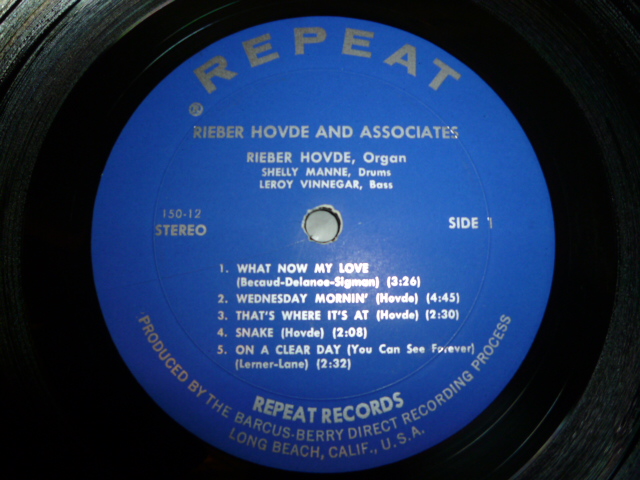 REPEAT
®
RIEBER HOVDE AND ASSOCIATES
RIEBER HOVDE, Organ
SHELLY MANNE, Drums
LEROY VINNEGAR, Bass
150-12
STEREO
SIDE 1
1. WHAT NOW MY LOVE
(Becaud-Delanoe-Sigman) (3:26)
2. WEDNESDAY MORNIN' (Hovde) (4:45)
3. THAT'S WHERE IT'S AT (Hovde) (2:30)
4. SNAKE (Hovde) (2:08)
5. ON A CLEAR DAY (You Can See Forever)
(Lerner-Lane) (2:32)
REPEAT RECORDS
PRODUCED BY THE BARCUS-BERRY DIRECT RECORDING PROCESS
LONG BEACH, CALIF., U.S.A.